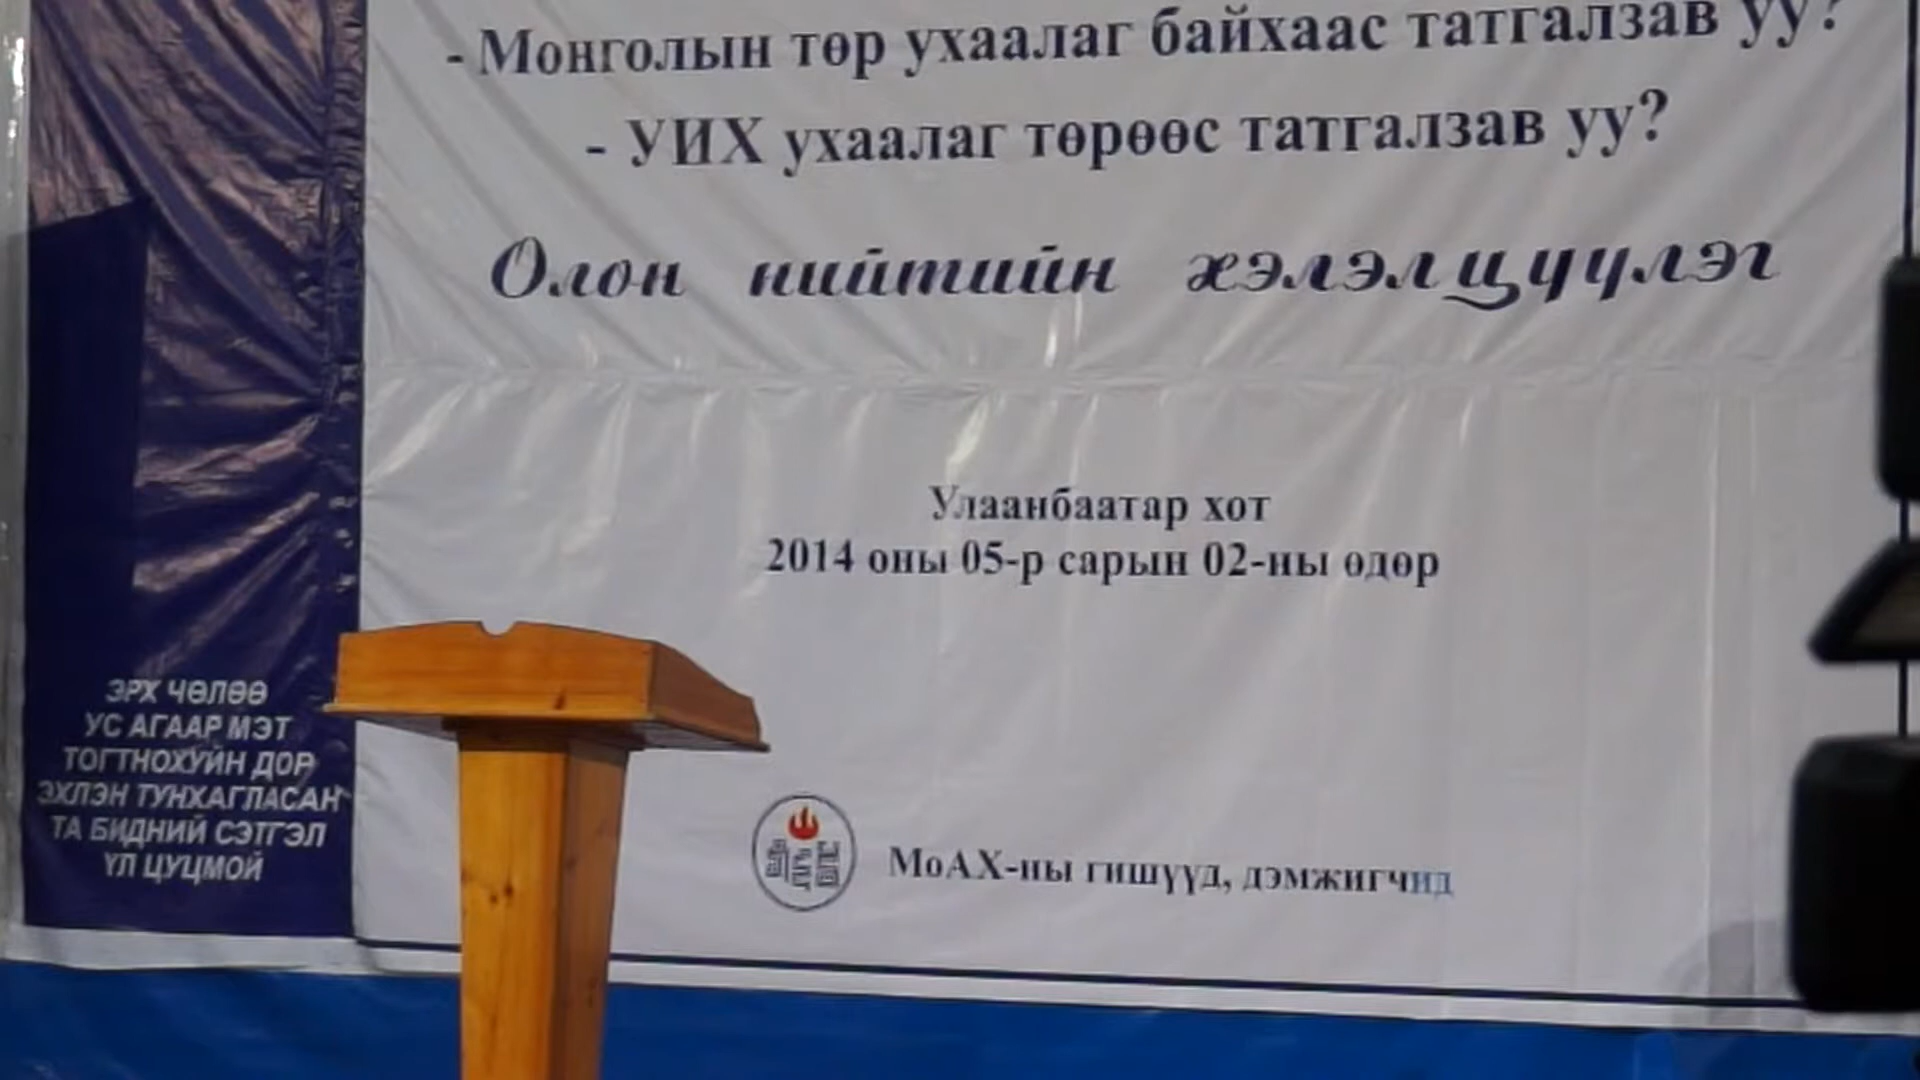 - Монголын төр ухаалаг байхаас татгалзав уу?
- УИХ ухаалаг төрөөс татгалзав уу?
Олон нийтийн хэлэлцүүлэг
Улаанбаатар хот
2014 оны 05-р сарын 02-ны өдөр
МоАХ-ны гишүүд, дэмжигчид
ЭРХ ЧӨЛӨӨ
УС АГААР МЭТ
ТОГТНОХУЙН ДОР
ЭХЛЭН ТУНХАГЛАСАН
ТА БИДНИЙ СЭТГЭЛ
ҮЛ ЦУЦМОЙ